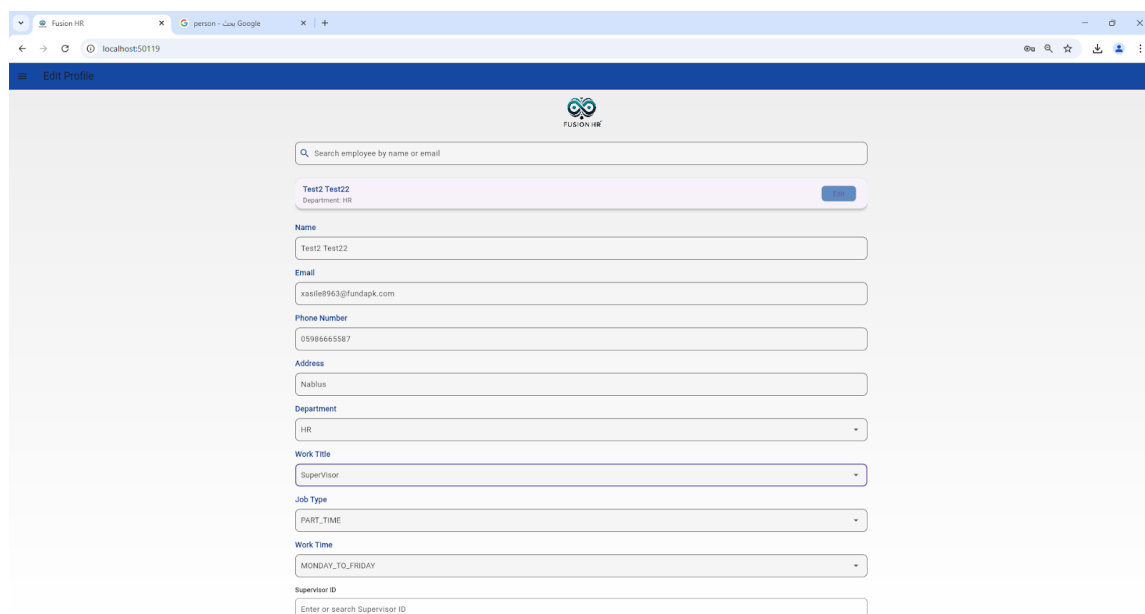 Fusion HR
person - بحث Google
localhost:50119
Edit Profile
FUSION HR
Search employee by name or email
Test2 Test22
Department: HR
Edit
Name
Test2 Test22
Email
xasile8963@fundapk.com
Phone Number
05986665587
Address
Nablus
Department
HR
Work Title
SuperVisor
Job Type
PART_TIME
Work Time
MONDAY_TO_FRIDAY
Supervisor ID
Enter or search Supervisor ID